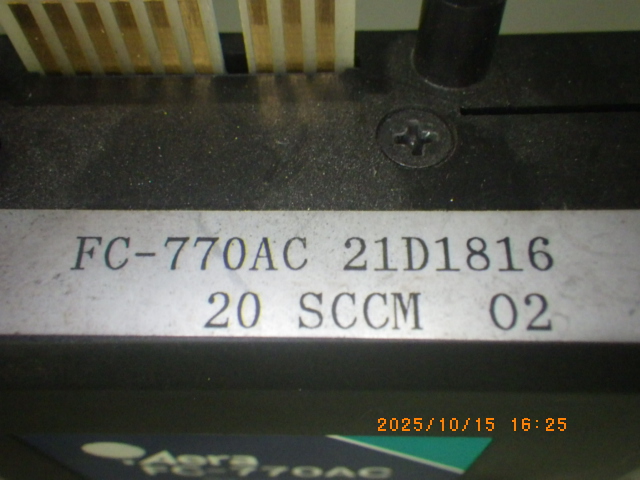 FC-770AC 21D1816
20 SCCM O2
2025/10/15 16:25
Aera
FC-770AC